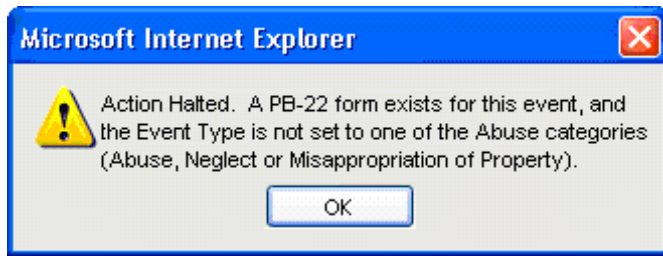 Microsoft Internet Explorer
Action Halted.  A PB-22 form exists for this event, and
the Event Type is not set to one of the Abuse categories
(Abuse, Neglect or Misappropriation of Property).
OK